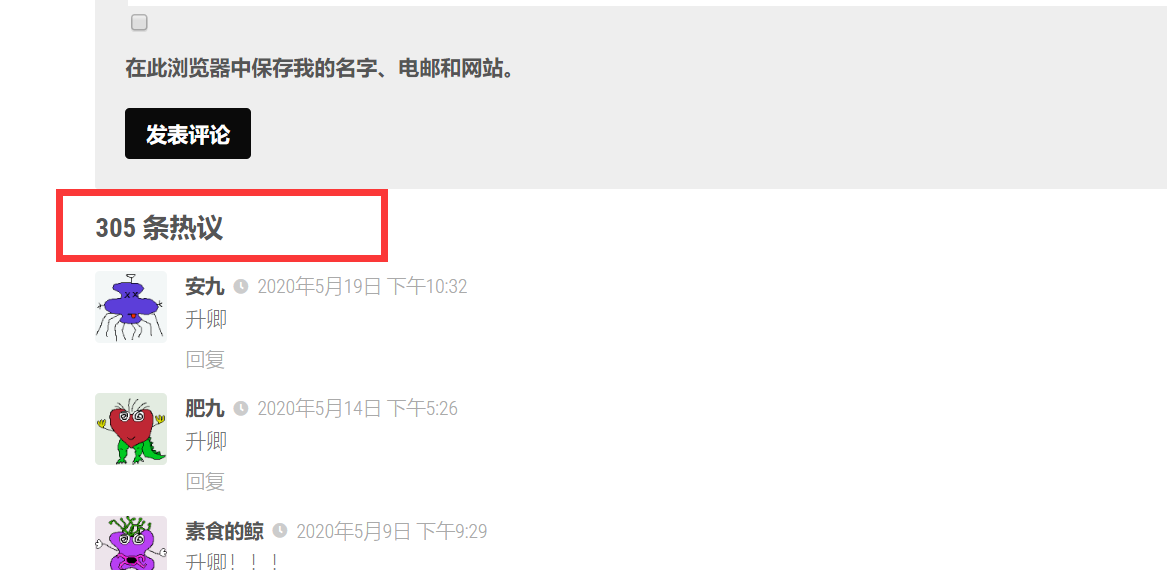 在此浏览器中保存我的名字、电邮和网站。
发表评论
305 条热议
安九 2020年5月19日 下午10:32
升卿
回复
肥九 2020年5月14日 下午5:26
升卿
回复
素食的鲸 2020年5月9日 下午9:29
升卿！！！